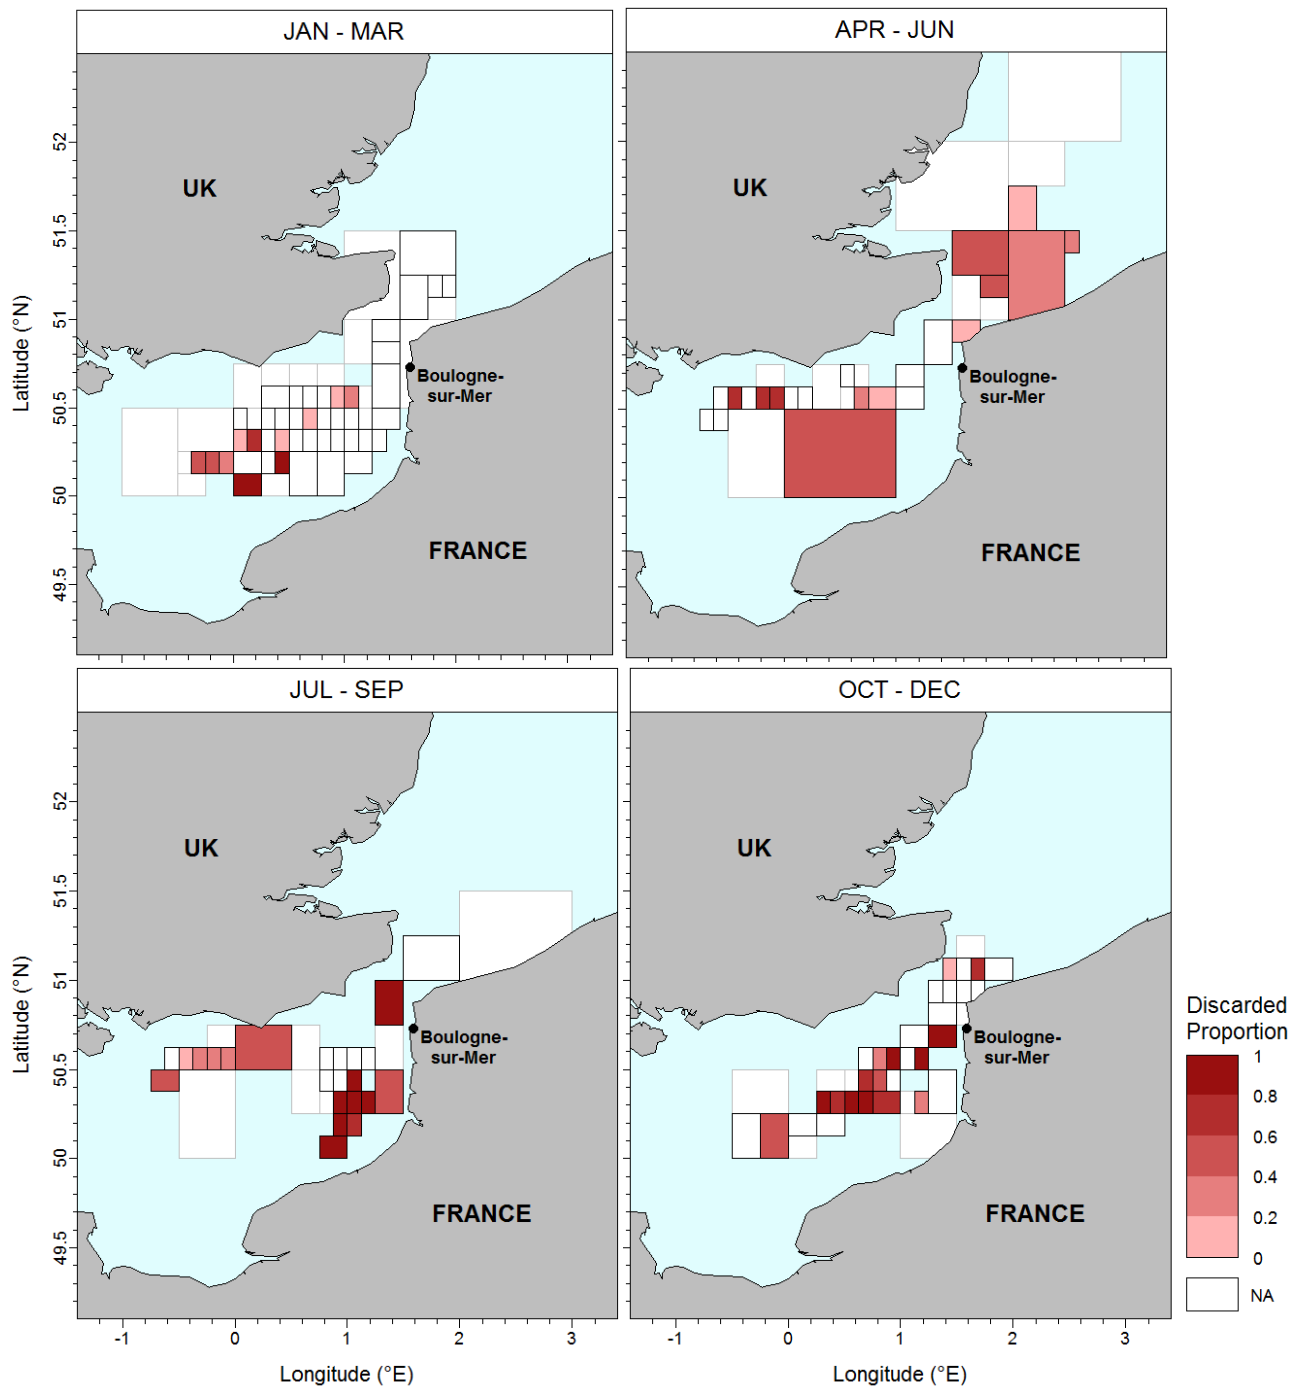 JAN - MAR
APR - JUN
UK
UK
52
51.5
51
50.5
50
49.5
Latitude (°N)
Boulogne-
sur-Mer
Boulogne-
sur-Mer
FRANCE
FRANCE
JUL - SEP
OCT - DEC
UK
UK
52
51.5
51
50.5
50
49.5
Latitude (°N)
Boulogne-
sur-Mer
Boulogne-
sur-Mer
FRANCE
FRANCE
Discarded
Proportion
1
0.8
0.6
0.4
0.2
0
NA
-1 0 1 2 3
-1 0 1 2 3
Longitude (°E)
Longitude (°E)